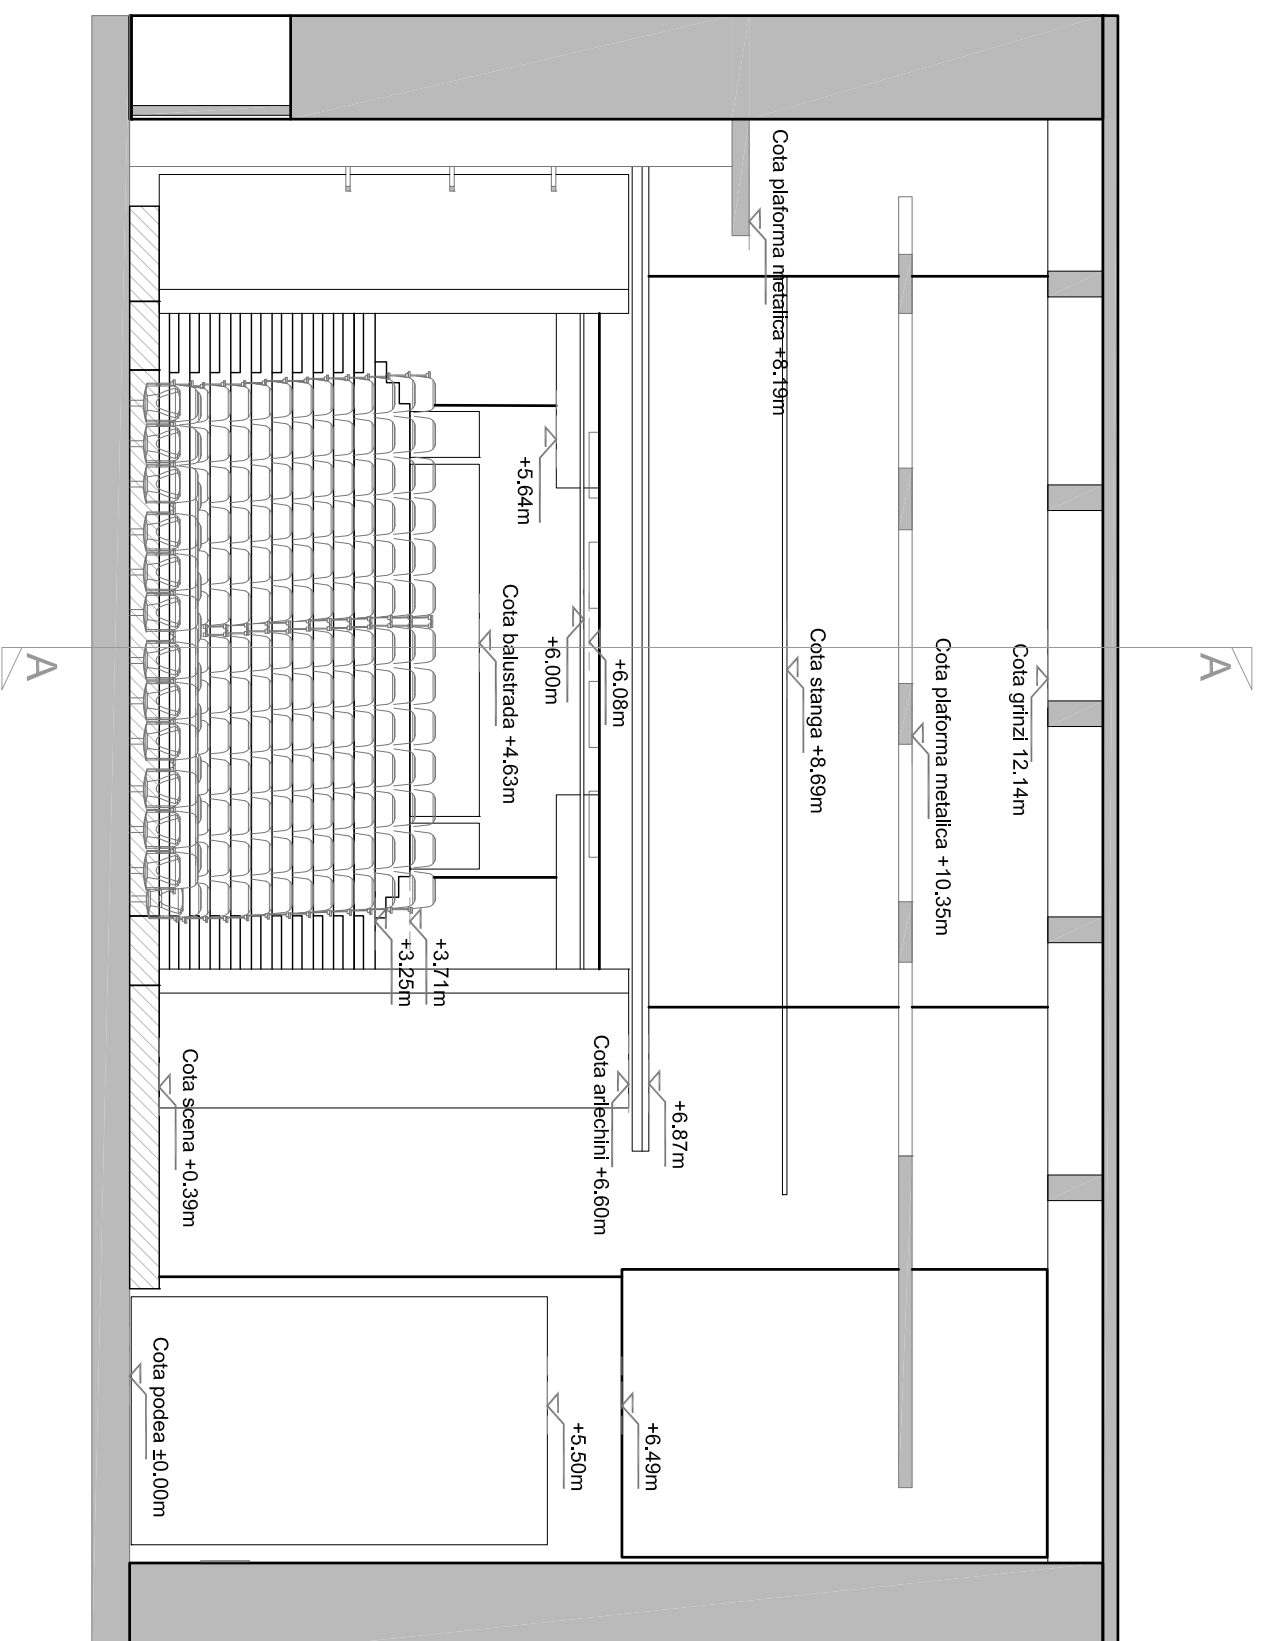 A
A
Cota grinzi 12.14m
Cota plaforma metalica +10.35m
Cota stanga +8.69m
Cota plaforma metalica +8.19m
+6.87m
+6.49m
Cota arlechini +6.60m
+6.08m
+6.00m
+5.64m
+5.50m
Cota balustrada +4.63m
+3.71m
+3.25m
Cota scena +0.39m
Cota podea ±0.00m